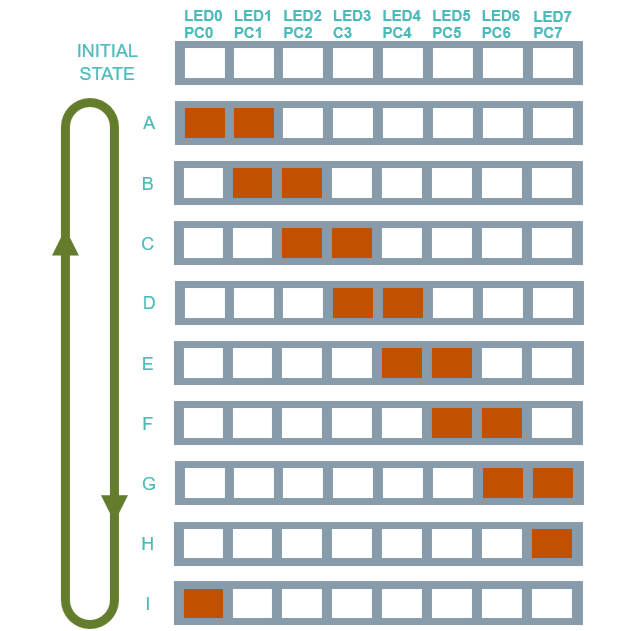 LED0 LED1 LED2 LED3 LED4 LED5 LED6 LED7
PC0 PC1 PC2 C3 PC4 PC5 PC6 PC7
INITIAL
STATE
A
B
C
D
E
F
G
H
I